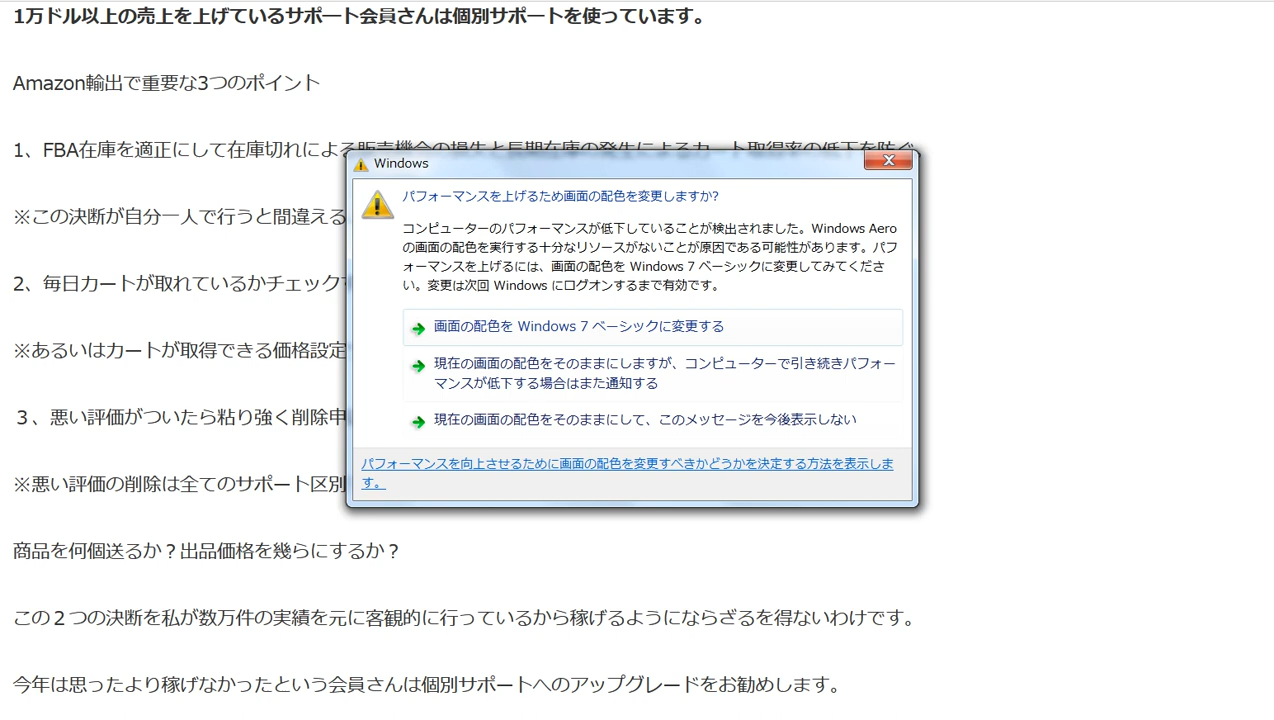 1万ドル以上の売上を上げているサポート会員さんは個別サポートを使っています。
Amazon輸出で重要な3つのポイント
1、FBA在庫を適正にして在庫切れによる販売機会の損失と長期在庫の発生によるカート取得率の低下を防ぐ。
※この決断が自分一人で行うと間違える
2、毎日カートが取れているかチェックす
※あるいはカートが取得できる価格設定
３、悪い評価がついたら粘り強く削除申
※悪い評価の削除は全てのサポート区別
商品を何個送るか？出品価格を幾らにするか？
この２つの決断を私が数万件の実績を元に客観的に行っているから稼げるようにならざるを得ないわけです。
今年は思ったより稼げなかったという会員さんは個別サポートへのアップグレードをお勧めします。
Windows
パフォーマンスを上げるため画面の配色を変更しますか?
コンピューターのパフォーマンスが低下していることが検出されました。Windows Aero
の画面の配色を実行する十分なリソースがないことが原因である可能性があります。パフ
ォーマンスを上げるには、画面の配色を Windows 7 ベーシックに変更してみてくださ
い。変更は次回 Windows にログオンするまで有効です。
画面の配色を Windows 7 ベーシックに変更する
現在の画面の配色をそのままにしますが、コンピューターで引き続きパフォー
マンスが低下する場合はまた通知する
現在の画面の配色をそのままにして、このメッセージを今後表示しない
パフォーマンスを向上させるために画面の配色を変更すべきかどうかを決定する方法を表示しま
す。